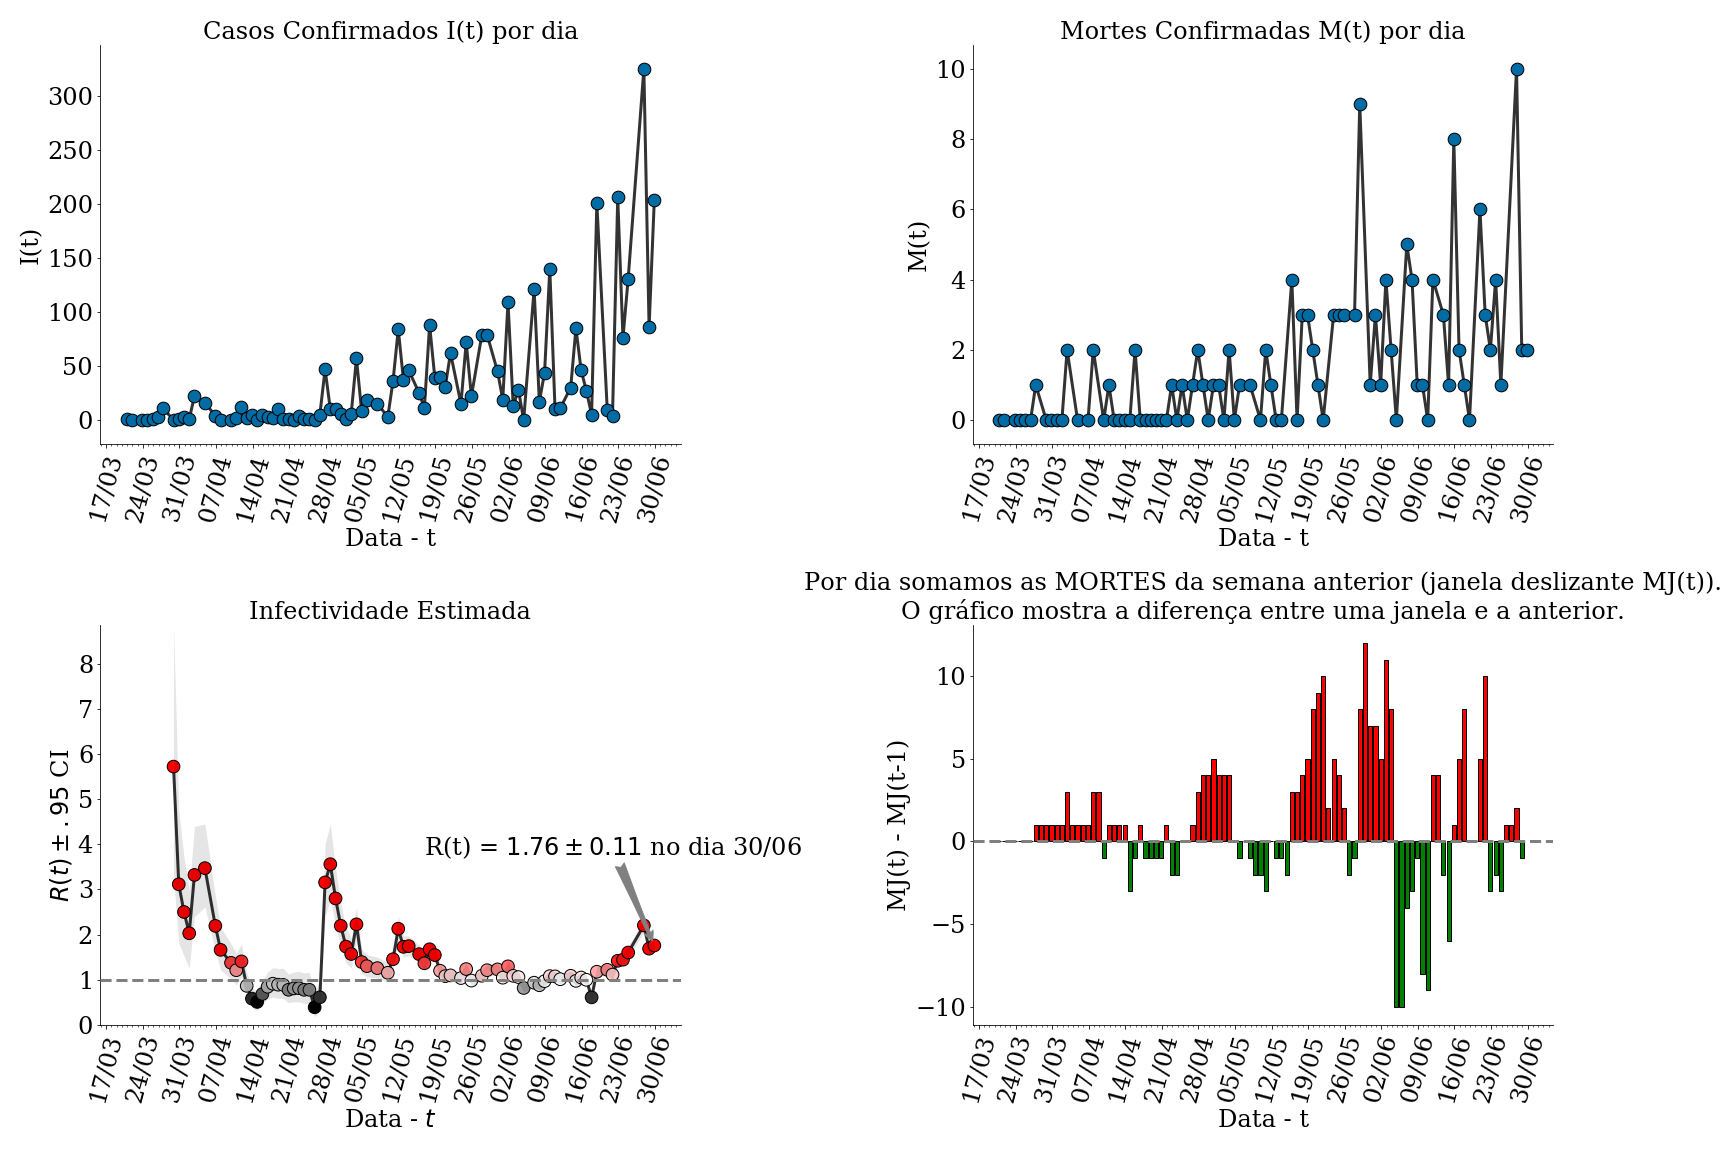 Casos Confirmados I(t) por dia
I(t)
300
250
200
150
100
50
0
17/03 24/03 31/03 07/04 14/04 21/04 28/04 05/05 12/05 19/05 26/05 02/06 09/06 16/06 23/06 30/06
Data - t
Mortes Confirmadas M(t) por dia
M(t)
10
8
6
4
2
0
17/03 24/03 31/03 07/04 14/04 21/04 28/04 05/05 12/05 19/05 26/05 02/06 09/06 16/06 23/06 30/06
Data - t
Infectividade Estimada
R(t) ± .95 CI
8
7
6
5
4
3
2
1
0
R(t) = 1.76 ± 0.11 no dia 30/06
17/03 24/03 31/03 07/04 14/04 21/04 28/04 05/05 12/05 19/05 26/05 02/06 09/06 16/06 23/06 30/06
Data - t
Por dia somamos as MORTES da semana anterior (janela deslizante MJ(t)).
O gráfico mostra a diferença entre uma janela e a anterior.
MJ(t) - MJ(t-1)
10
5
0
−5
−10
17/03 24/03 31/03 07/04 14/04 21/04 28/04 05/05 12/05 19/05 26/05 02/06 09/06 16/06 23/06 30/06
Data - t